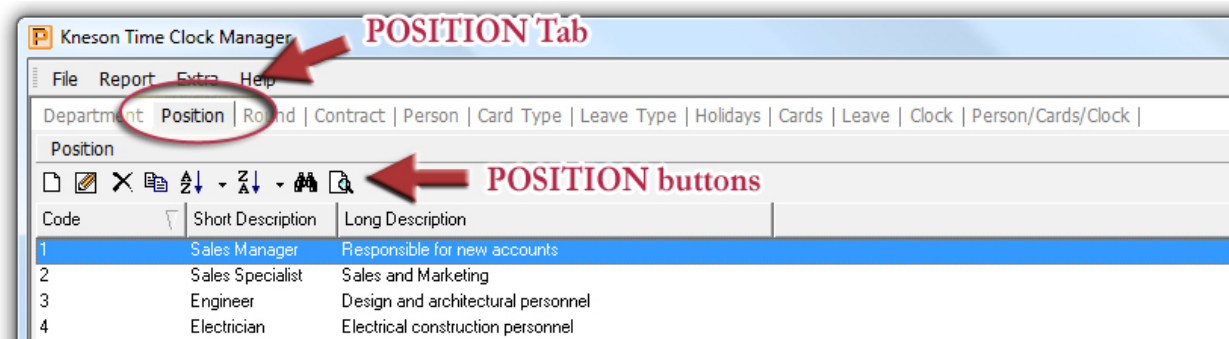 POSITION Tab
Kneson Time Clock Manager
File Report Extra Help
Department Position | Round | Contract | Person | Card Type | Leave Type | Holidays | Cards | Leave | Clock | Person/Cards/Clock |
Position
POSITION buttons
Code Short Description Long Description
1 Sales Manager Responsible for new accounts
2 Sales Specialist Sales and Marketing
3 Engineer Design and architectural personnel
4 Electrician Electrical construction personnel